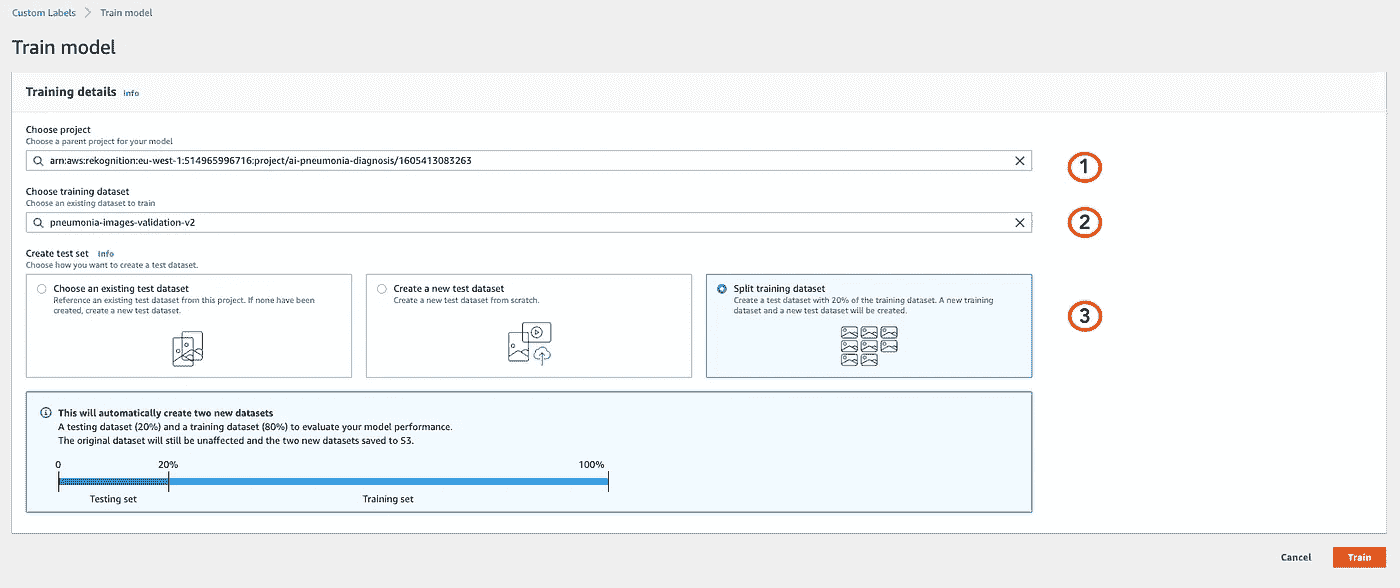 Custom Labels > Train model
Train model
Training details Info
Choose project
Choose a parent project for your model
arn:aws:rekognition:eu-west-1:514965996716:project/ai-pneumonia-diagnosis/1605413083263
1
Choose training dataset
Choose an existing dataset to train
pneumonia-images-validation-v2
2
Create test set Info
Choose how you want to create a test dataset.
Choose an existing test dataset
Reference an existing test dataset from this project. If none have been
created, create a new test dataset.
Create a new test dataset
Create a new test dataset from scratch.
Split training dataset
Create a test dataset with 20% of the training dataset. A new training
dataset and a new test dataset will be created.
3
This will automatically create two new datasets
A testing dataset (20%) and a training dataset (80%) to evaluate your model performance.
The original dataset will still be unaffected and the two new datasets saved to S3.
0 20% 100%
Testing set Training set
Cancel Train